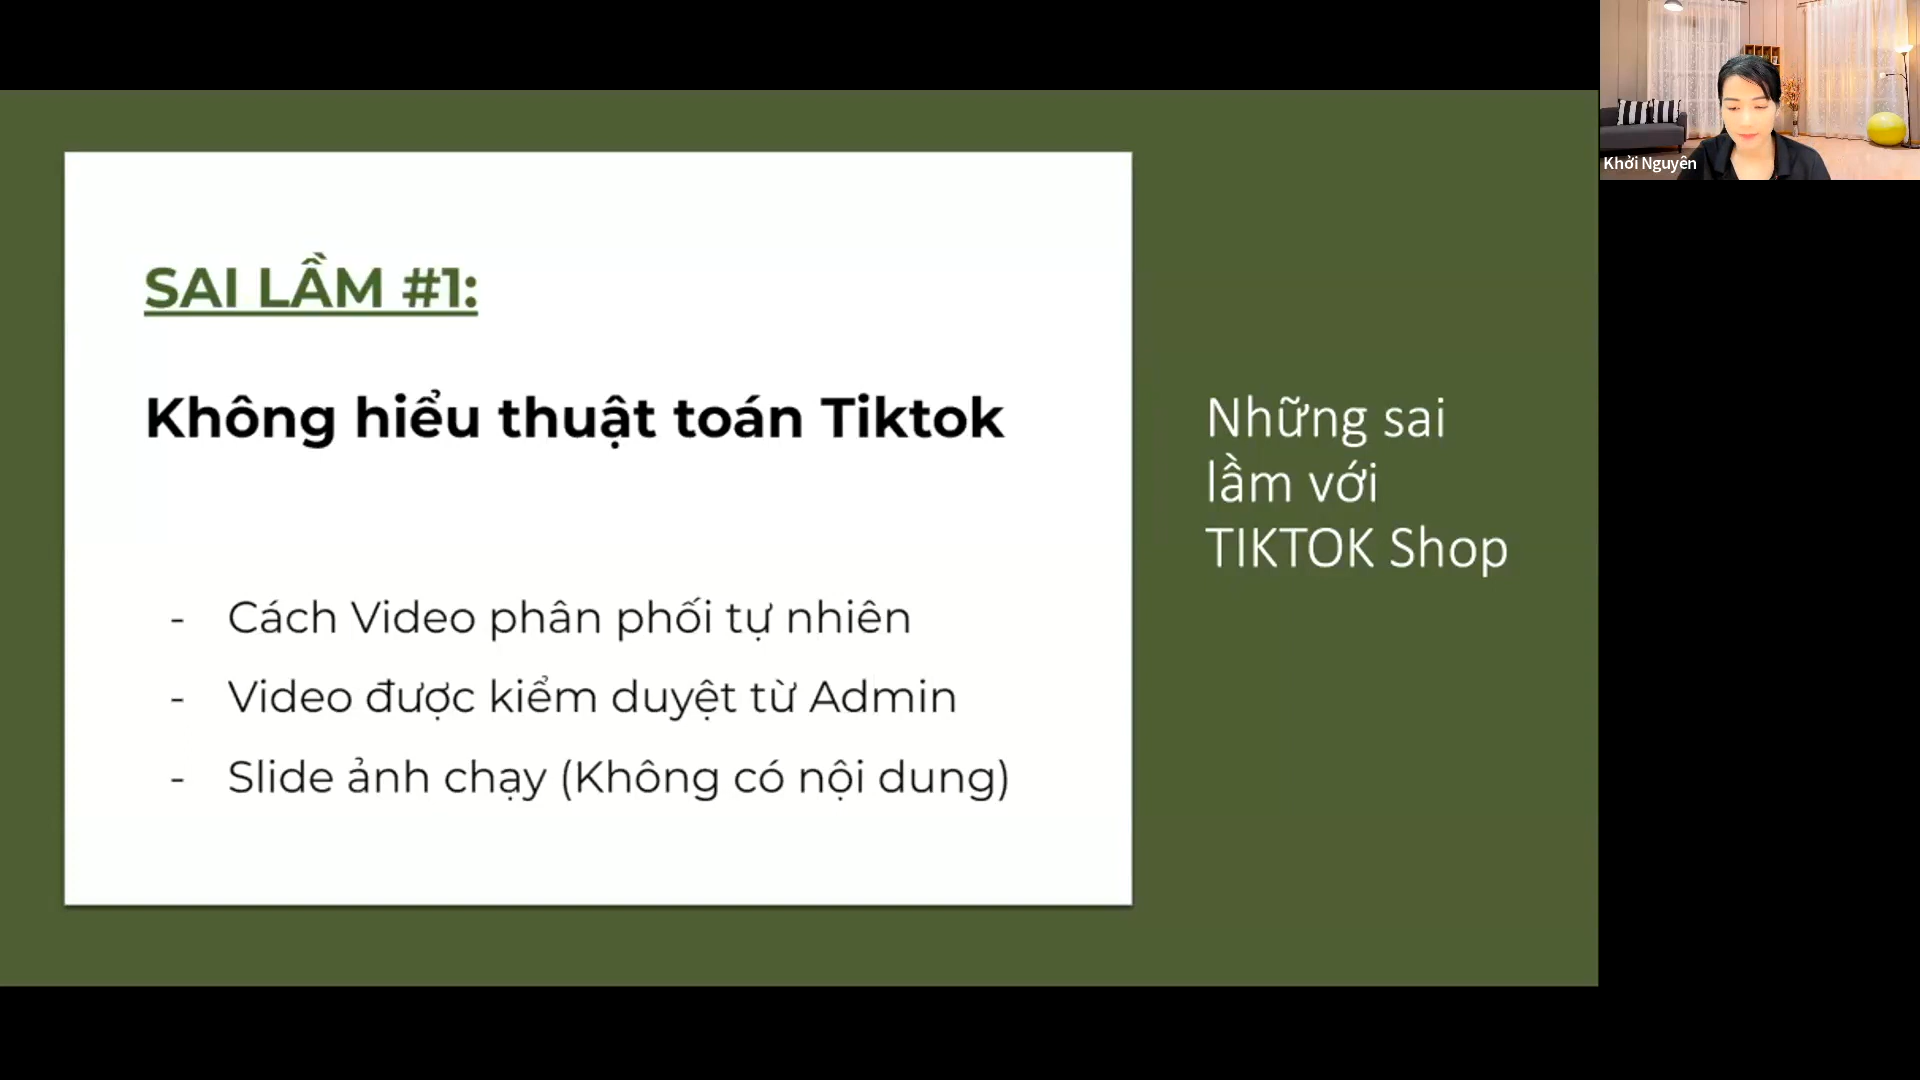 SAI LẦM #1:
Không hiểu thuật toán Tiktok
- Cách Video phân phối tự nhiên
- Video được kiểm duyệt từ Admin
- Slide ảnh chạy (Không có nội dung)
Những sai
lầm với
TIKTOK Shop
Khởi Nguyên